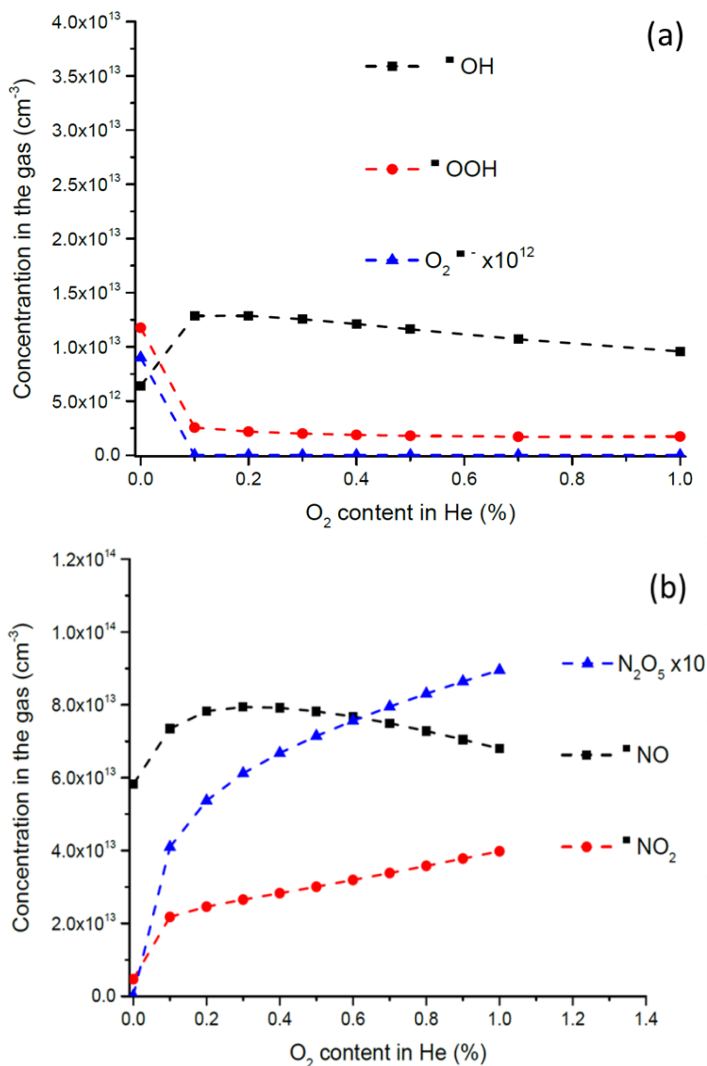 (a)
4.0x10¹³
3.5x10¹³
3.0x10¹³
2.5x10¹³
2.0x10¹³
1.5x10¹³
1.0x10¹³
5.0x10¹²
0.0
Concentrantion in the gas (cm⁻³)
▪OH
▪OOH
O₂▪⁻ x10¹²
0.0 0.2 0.4 0.6 0.8 1.0
O₂ content in He (%)
(b)
1.2x10¹⁴
1.0x10¹⁴
8.0x10¹³
6.0x10¹³
4.0x10¹³
2.0x10¹³
0.0
Concentration in the gas (cm⁻³)
N₂O₅ x10
▪NO
▪NO₂
0.0 0.2 0.4 0.6 0.8 1.0 1.2 1.4
O₂ content in He (%)